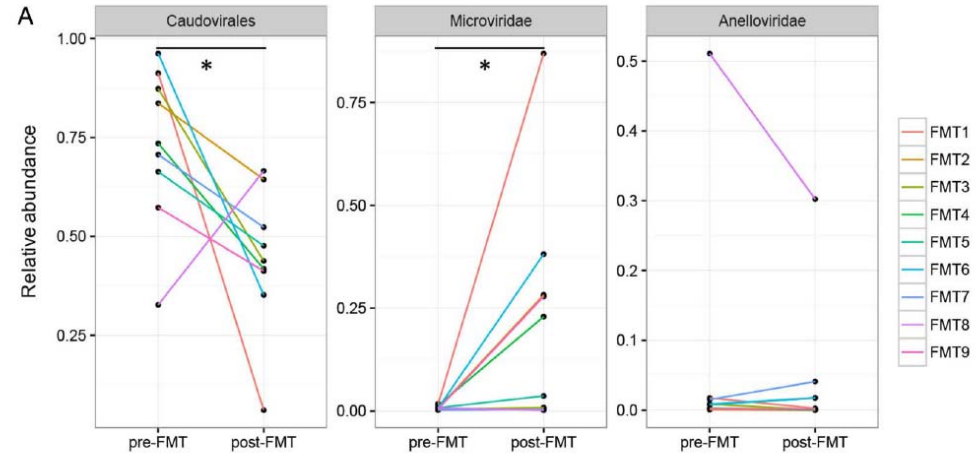 A
Caudovirales
Microviridae
Anelloviridae
Relative abundance
1.00
0.75
0.50
0.25
*
pre-FMT
post-FMT
0.75
0.50
0.25
0.00
*
pre-FMT
post-FMT
0.5
0.4
0.3
0.2
0.1
0.0
pre-FMT
post-FMT
FMT1
FMT2
FMT3
FMT4
FMT5
FMT6
FMT7
FMT8
FMT9